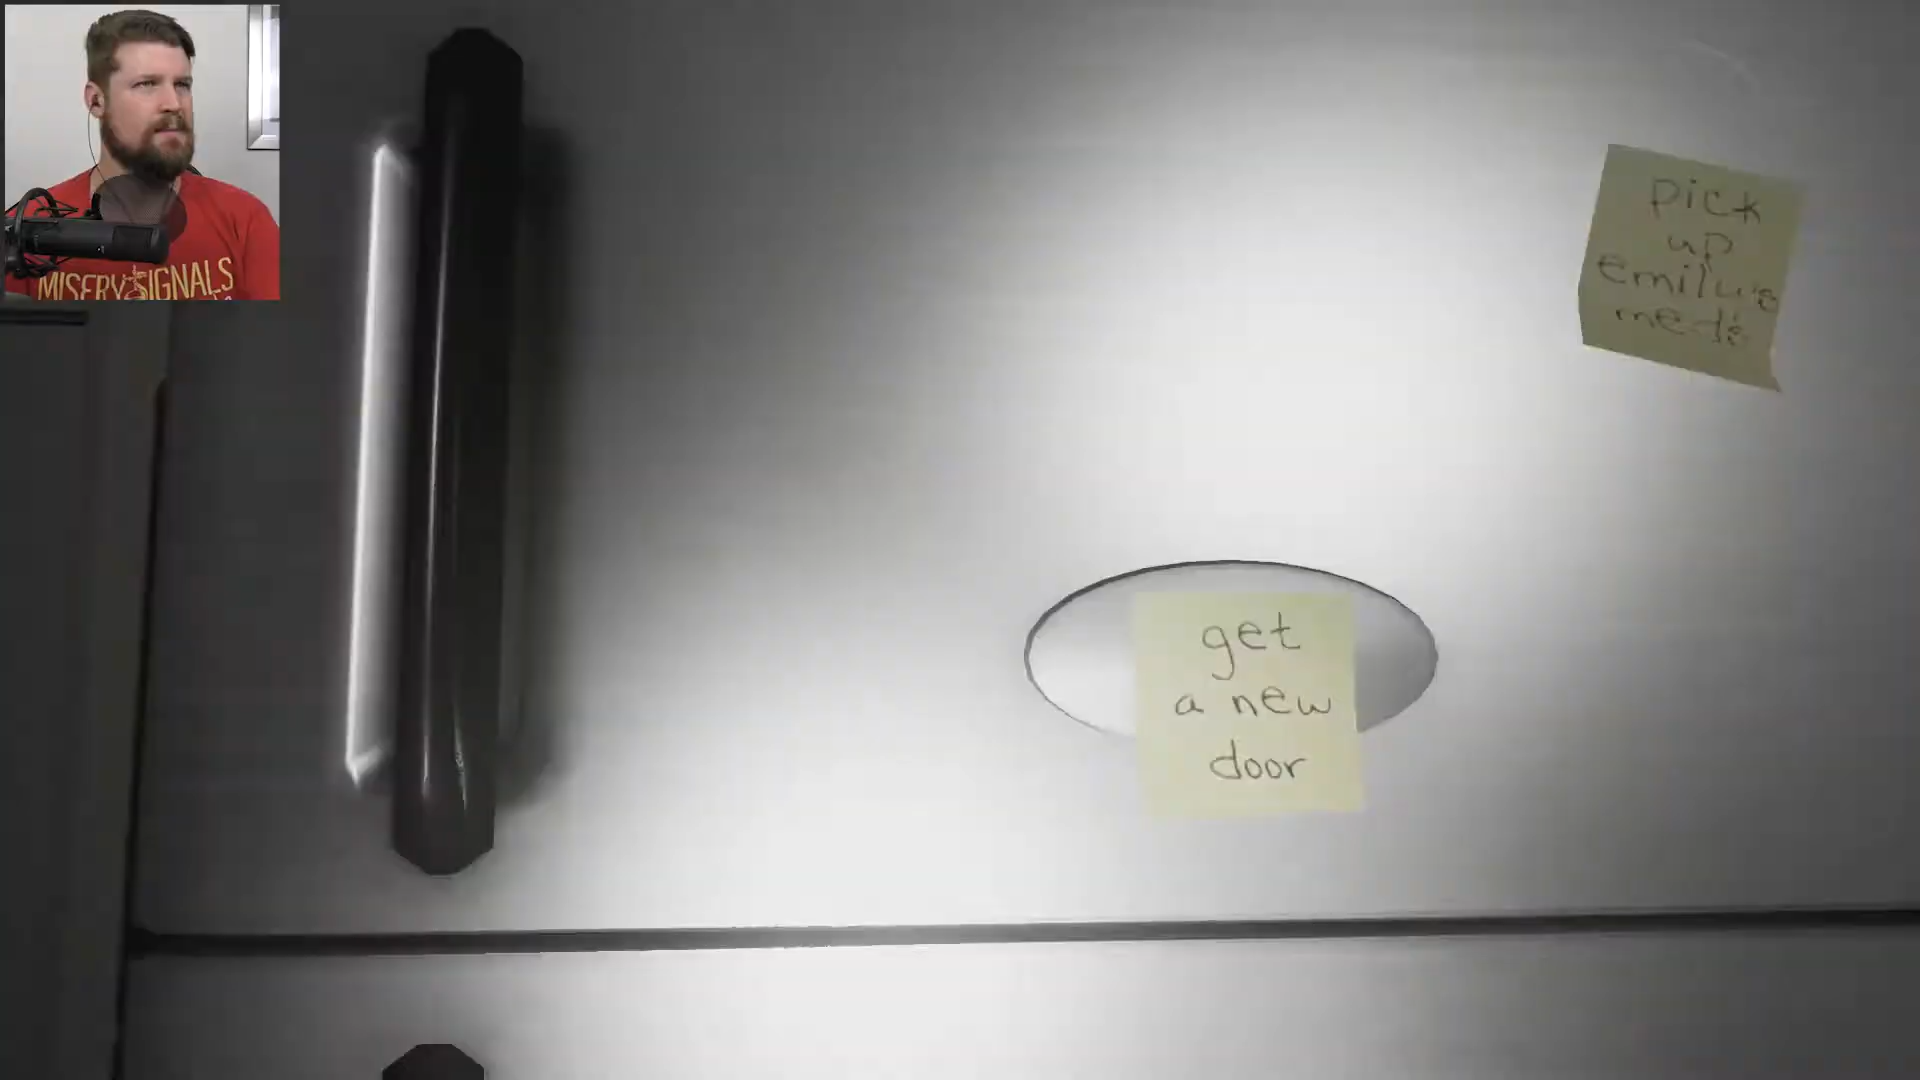 MISERY SIGNALS
pick
up
emily's
meds
get
a new
door